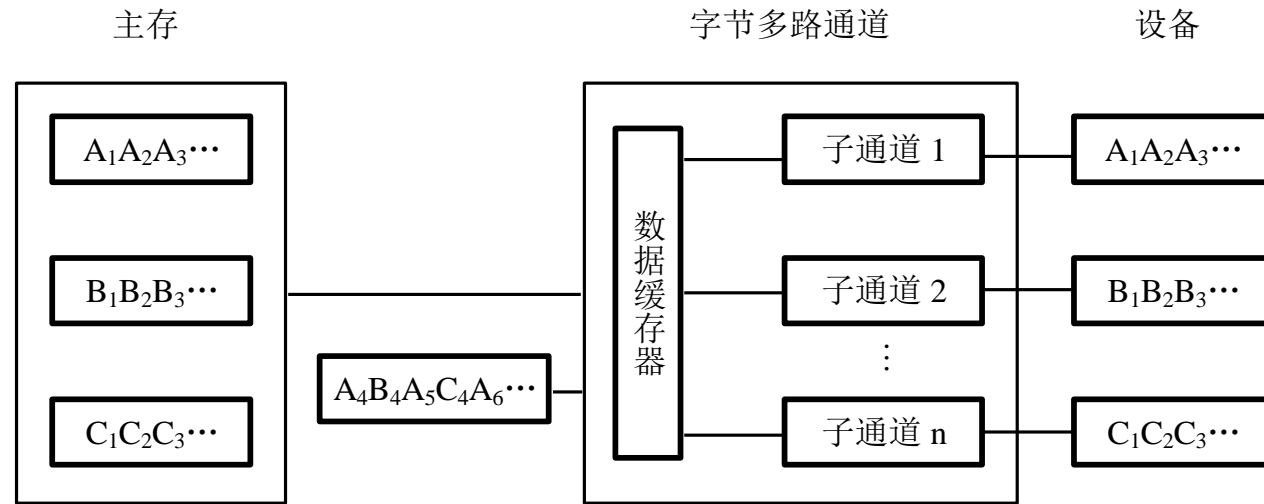 主存
字节多路通道
设备
A₁A₂A₃…
子通道 1
A₁A₂A₃…
数据缓存器
B₁B₂B₃…
子通道 2
B₁B₂B₃…
⋮
A₄B₄A₅C₄A₆…
C₁C₂C₃…
子通道 n
C₁C₂C₃…